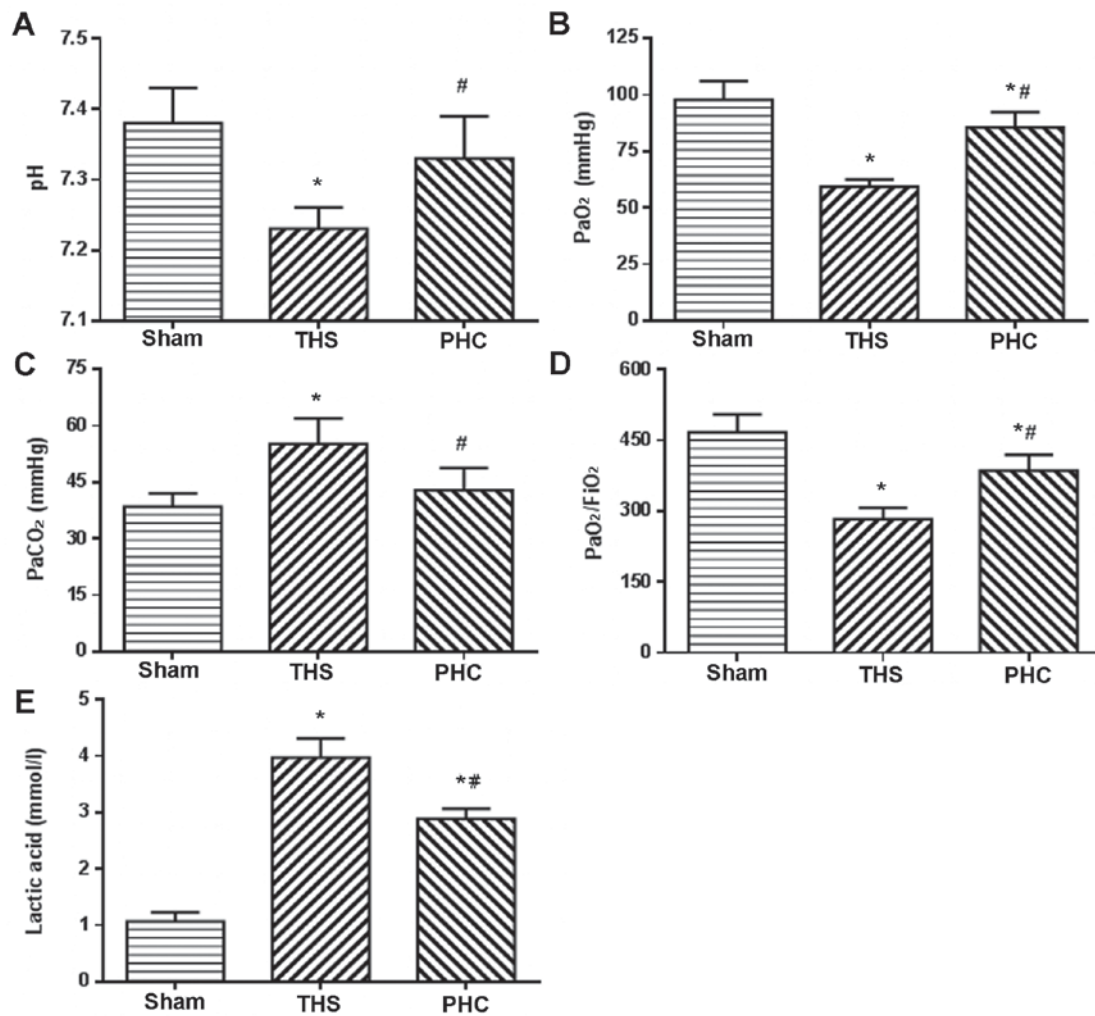 A
pH
7.5
7.4
7.3
7.2
7.1
*
#
Sham THS PHC
B
PaO₂ (mmHg)
125
100
75
50
25
0
*
*#
Sham THS PHC
C
PaCO₂ (mmHg)
75
60
45
30
15
0
*
#
Sham THS PHC
D
PaO₂/FiO₂
600
450
300
150
0
*
*#
Sham THS PHC
E
Lactic acid (mmol/l)
5
4
3
2
1
0
*
*#
Sham THS PHC